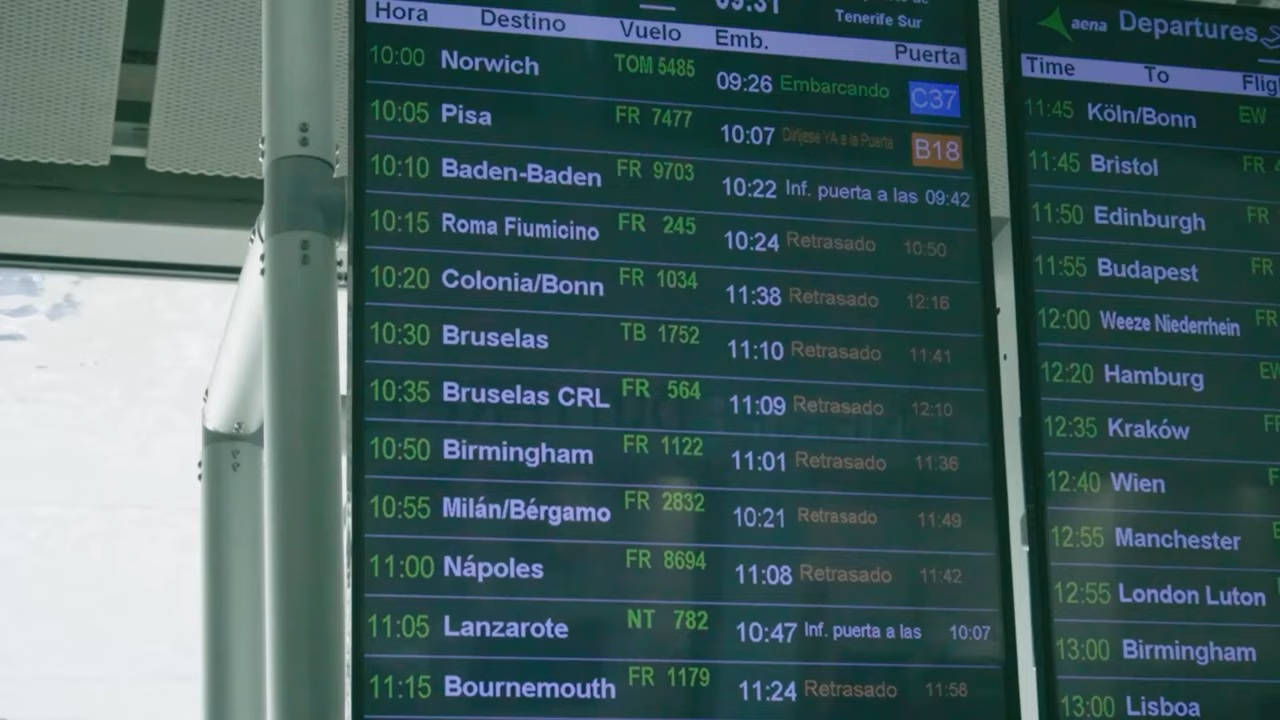 09:31
Tenerife Sur
Hora Destino Vuelo Emb. Puerta
10:00 Norwich TOM 5485 09:26 Embarcando C37
10:05 Pisa FR 7477 10:07 Diríjese YA a la Puerta B18
10:10 Baden-Baden FR 9703 10:22 Inf. puerta a las 09:42
10:15 Roma Fiumicino FR 245 10:24 Retrasado 10:50
10:20 Colonia/Bonn FR 1034 11:38 Retrasado 12:16
10:30 Bruselas TB 1752 11:10 Retrasado 11:41
10:35 Bruselas CRL FR 564 11:09 Retrasado 12:10
10:50 Birmingham FR 1122 11:01 Retrasado 11:36
10:55 Milán/Bérgamo FR 2832 10:21 Retrasado 11:49
11:00 Nápoles FR 8694 11:08 Retrasado 11:42
11:05 Lanzarote NT 782 10:47 Inf. puerta a las 10:07
11:15 Bournemouth FR 1179 11:24 Retrasado 11:58
aena Departures
Time To
11:45 Köln/Bonn EW
11:45 Bristol FR
11:50 Edinburgh FR
11:55 Budapest FR
12:00 Weeze Niederrhein FR
12:20 Hamburg
12:35 Kraków
12:40 Wien
12:55 Manchester
12:55 London Luton
13:00 Birmingham
13:00 Lisboa